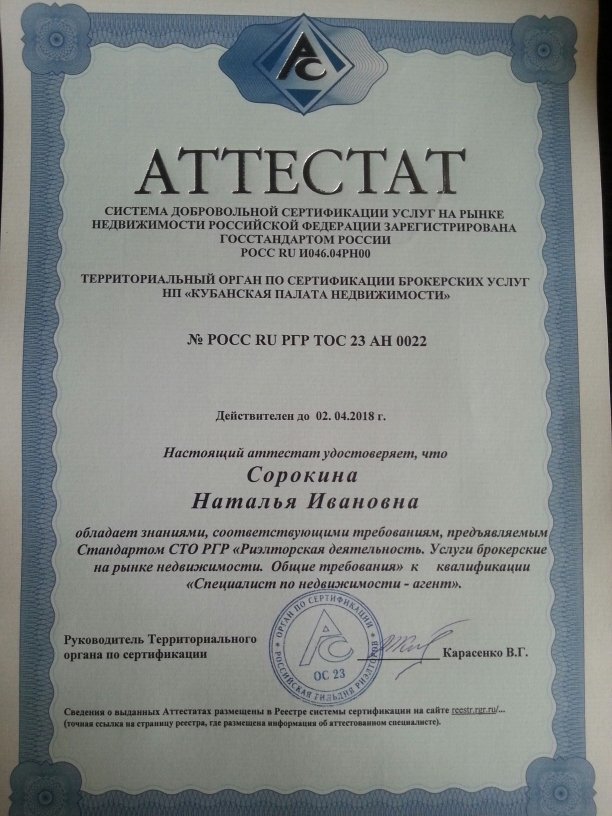 АС
АТТЕСТАТ
СИСТЕМА ДОБРОВОЛЬНОЙ СЕРТИФИКАЦИИ УСЛУГ НА РЫНКЕ
НЕДВИЖИМОСТИ РОССИЙСКОЙ ФЕДЕРАЦИИ ЗАРЕГИСТРИРОВАНА
ГОССТАНДАРТОМ РОССИИ
РОСС RU И046.04РН00
ТЕРРИТОРИАЛЬНЫЙ ОРГАН ПО СЕРТИФИКАЦИИ БРОКЕРСКИХ УСЛУГ
НП «КУБАНСКАЯ ПАЛАТА НЕДВИЖИМОСТИ»
№ РОСС RU РГР ТОС 23 АН 0022
Действителен до 02. 04.2018 г.
Настоящий аттестат удостоверяет, что
Сорокина
Наталья Ивановна
обладает знаниями, соответствующими требованиям, предъявляемым
Стандартом СТО РГР «Риэлторская деятельность. Услуги брокерские
на рынке недвижимости. Общие требования» к квалификации
«Специалист по недвижимости - агент».
Руководитель Территориального
органа по сертификации
Карасенко В.Г.
ОРГАН ПО СЕРТИФИКАЦИИ
АС
ОС 23
РОССИЙСКАЯ ГИЛЬДИЯ РИЭЛТОРОВ
Сведения о выданных Аттестатах размещены в Реестре системы сертификации на сайте reestr.rgr.ru/...
(точная ссылка на страницу реестра, где размещена информация об аттестованном специалисте).